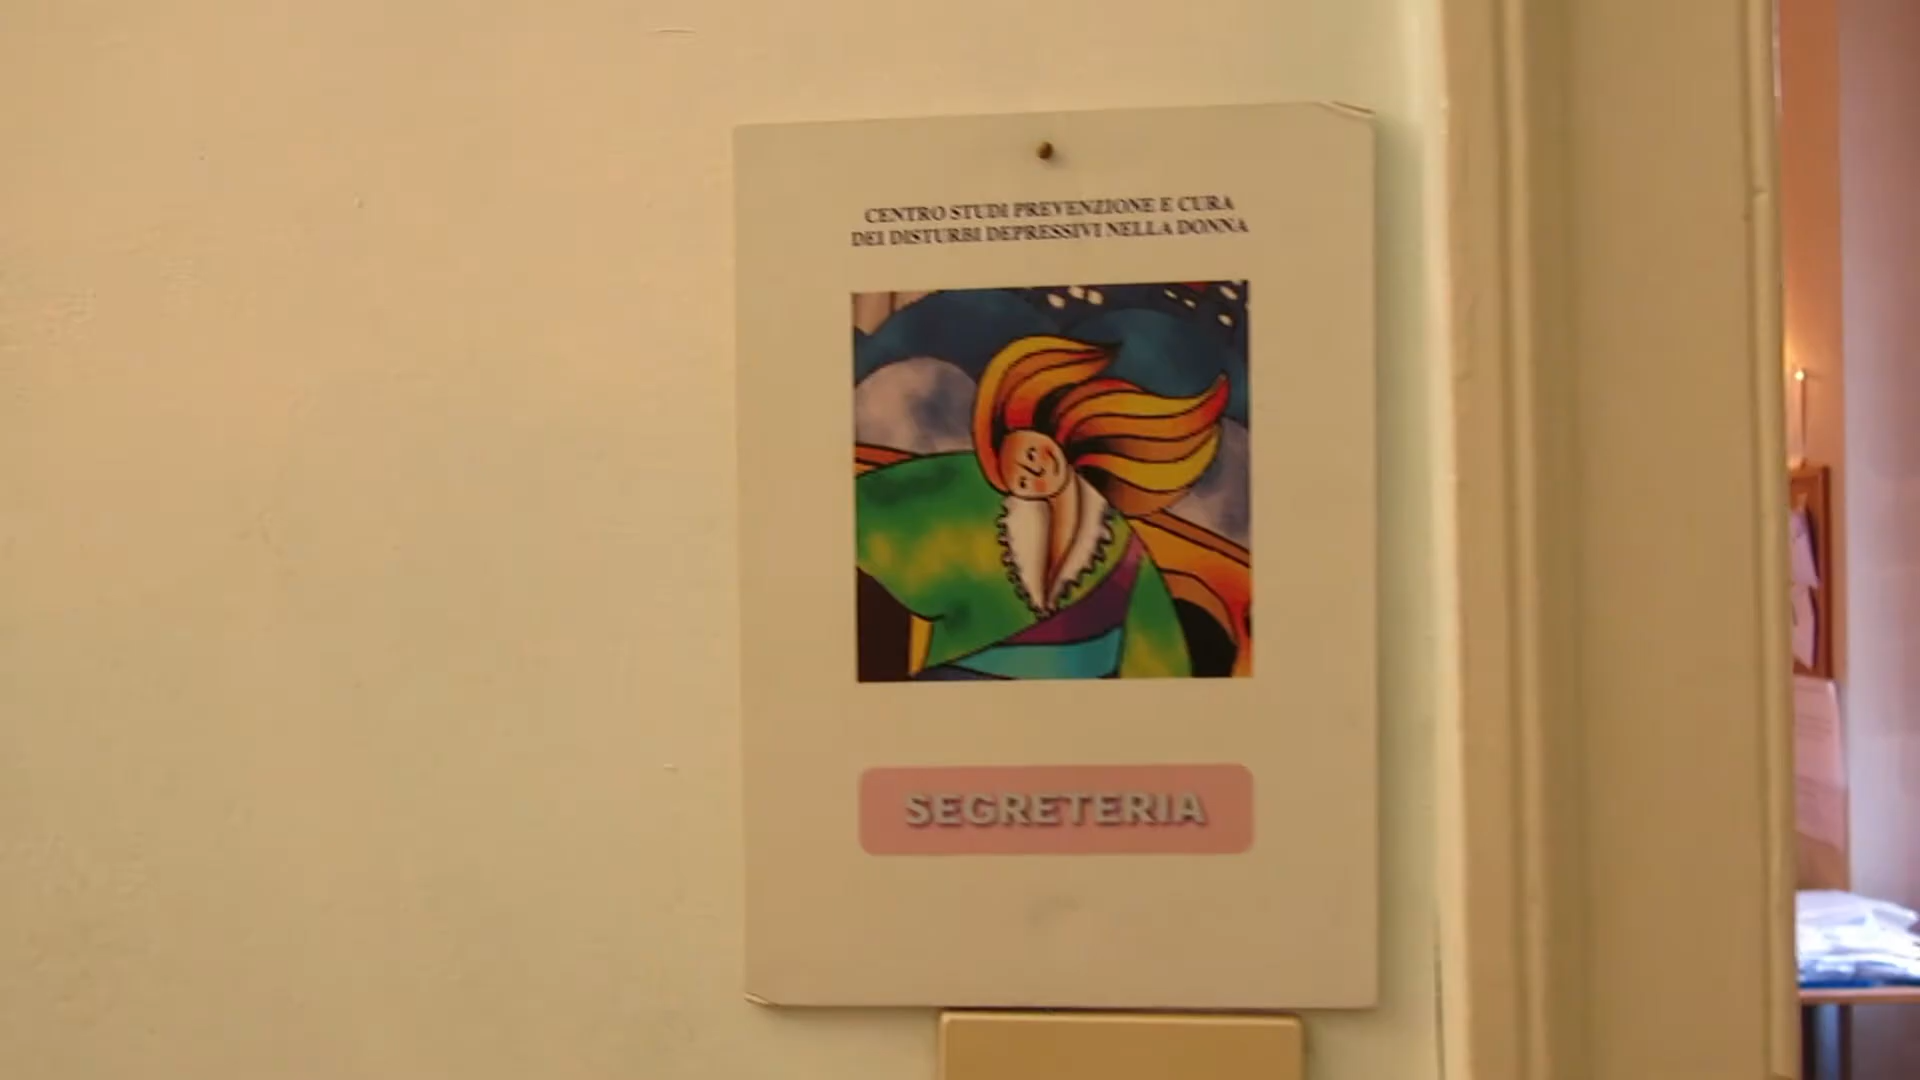 CENTRO STUDI PREVENZIONE E CURA
DEI DISTURBI DEPRESSIVI NELLA DONNA
SEGRETERIA